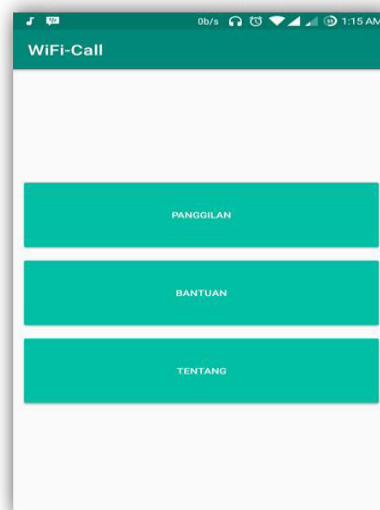 0b/s 1:15 AM
WiFi-Call
PANGGILAN
BANTUAN
TENTANG